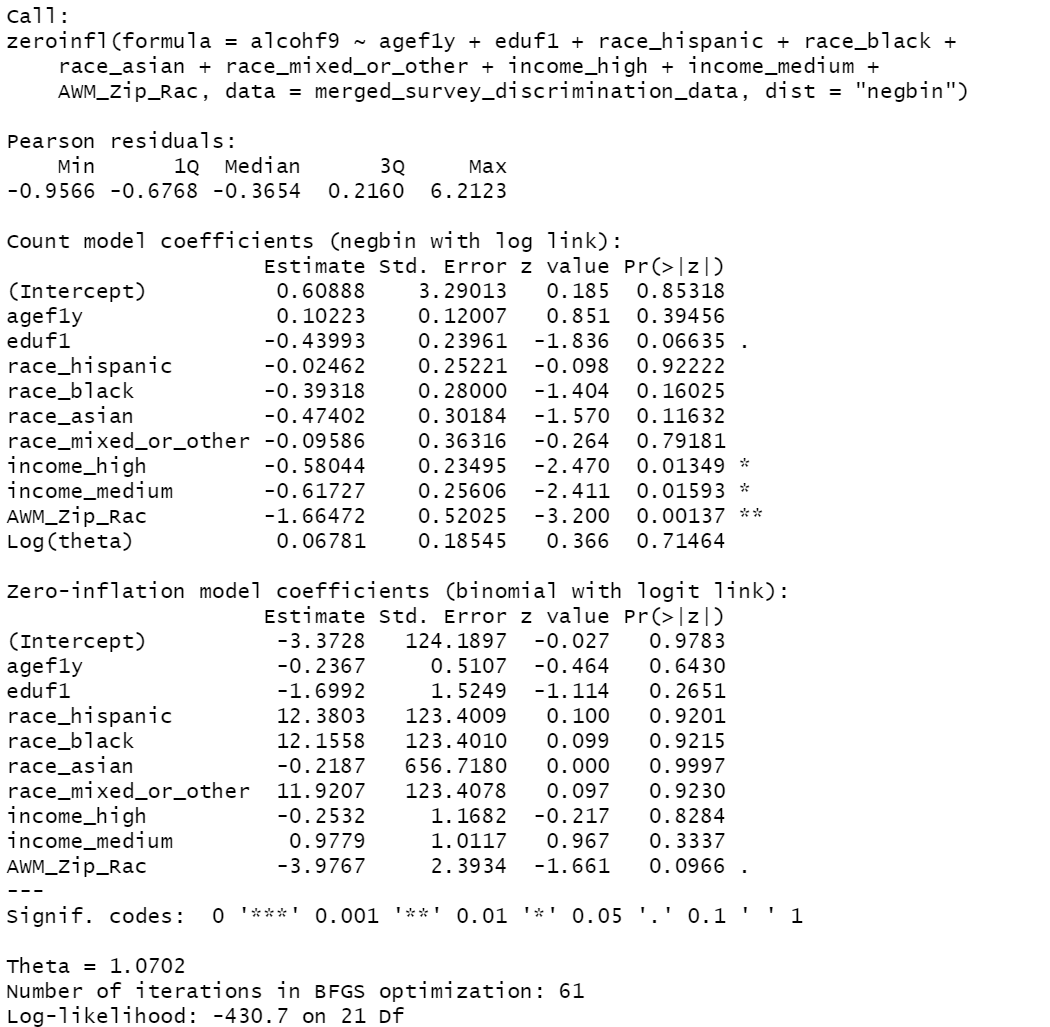 Call:
zeroinfl(formula = alcohf9 ~ agef1y + eduf1 + race_hispanic + race_black +
    race_asian + race_mixed_or_other + income_high + income_medium +
    AWM_Zip_Rac, data = merged_survey_discrimination_data, dist = "negbin")

Pearson residuals:
    Min      1Q  Median      3Q     Max
-0.9566 -0.6768 -0.3654  0.2160  6.2123

Count model coefficients (negbin with log link):
                    Estimate Std. Error z value Pr(>|z|)
(Intercept)          0.60888    3.29013   0.185  0.85318
agef1y               0.10223    0.12007   0.851  0.39456
eduf1               -0.43993    0.23961  -1.836  0.06635 .
race_hispanic       -0.02462    0.25221  -0.098  0.92222
race_black          -0.39318    0.28000  -1.404  0.16025
race_asian          -0.47402    0.30184  -1.570  0.11632
race_mixed_or_other -0.09586    0.36316  -0.264  0.79181
income_high         -0.58044    0.23495  -2.470  0.01349 *
income_medium       -0.61727    0.25606  -2.411  0.01593 *
AWM_Zip_Rac         -1.66472    0.52025  -3.200  0.00137 **
Log(theta)           0.06781    0.18545   0.366  0.71464

Zero-inflation model coefficients (binomial with logit link):
                    Estimate Std. Error z value Pr(>|z|)
(Intercept)          -3.3728   124.1897  -0.027   0.9783
agef1y               -0.2367     0.5107  -0.464   0.6430
eduf1                -1.6992     1.5249  -1.114   0.2651
race_hispanic        12.3803   123.4009   0.100   0.9201
race_black           12.1558   123.4010   0.099   0.9215
race_asian           -0.2187   656.7180   0.000   0.9997
race_mixed_or_other  11.9207   123.4078   0.097   0.9230
income_high          -0.2532     1.1682  -0.217   0.8284
income_medium         0.9779     1.0117   0.967   0.3337
AWM_Zip_Rac          -3.9767     2.3934  -1.661   0.0966 .
---
Signif. codes:  0 '***' 0.001 '**' 0.01 '*' 0.05 '.' 0.1 ' ' 1

Theta = 1.0702
Number of iterations in BFGS optimization: 61
Log-likelihood: -430.7 on 21 Df